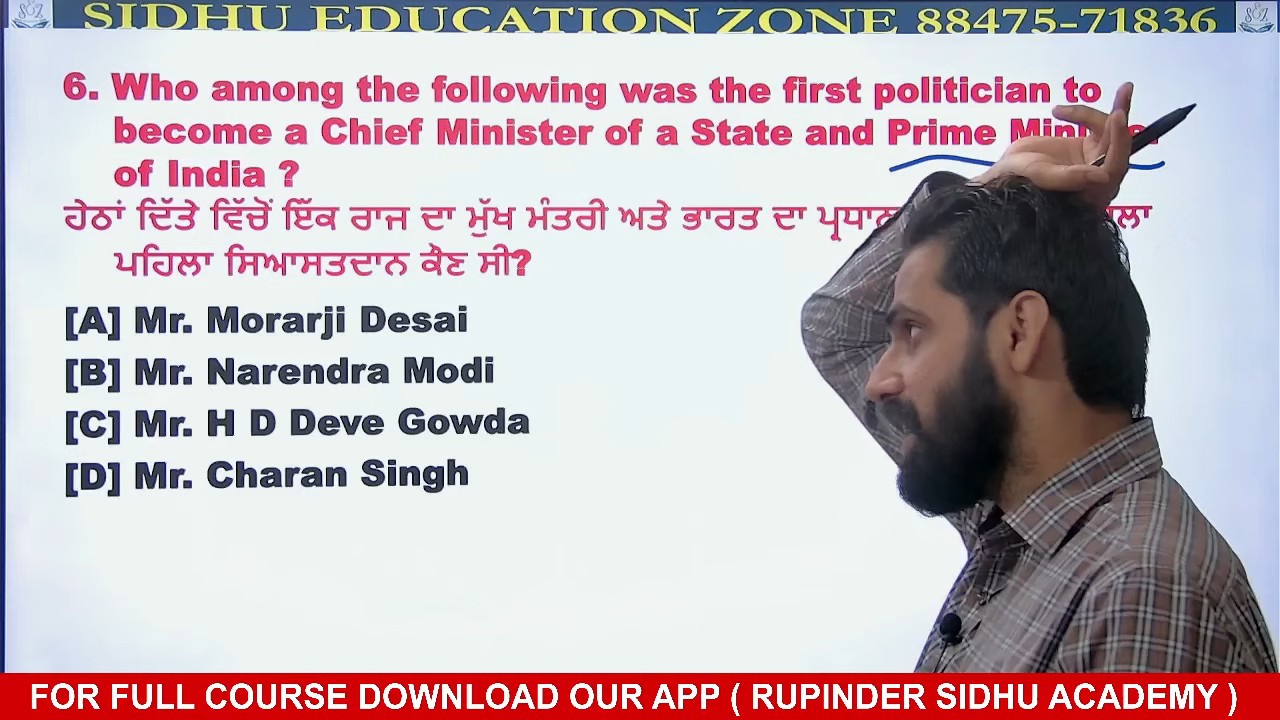 SIDHU EDUCATION ZONE 88475-71836
6. Who among the following was the first politician to
become a Chief Minister of a State and Prime
of India ?
ਹੇਠਾਂ ਦਿੱਤੇ ਵਿੱਚੋਂ ਇੱਕ ਰਾਜ ਦਾ ਮੁੱਖ ਮੰਤਰੀ ਅਤੇ ਭਾਰਤ ਦਾ
ਪਹਿਲਾ ਸਿਆਸਤਦਾਨ ਕੌਣ ਸੀ?
[A] Mr. Morarji Desai
[B] Mr. Narendra Modi
[C] Mr. H D Deve Gowda
[D] Mr. Charan Singh
FOR FULL COURSE DOWNLOAD OUR APP ( RUPINDER SIDHU ACADEMY )